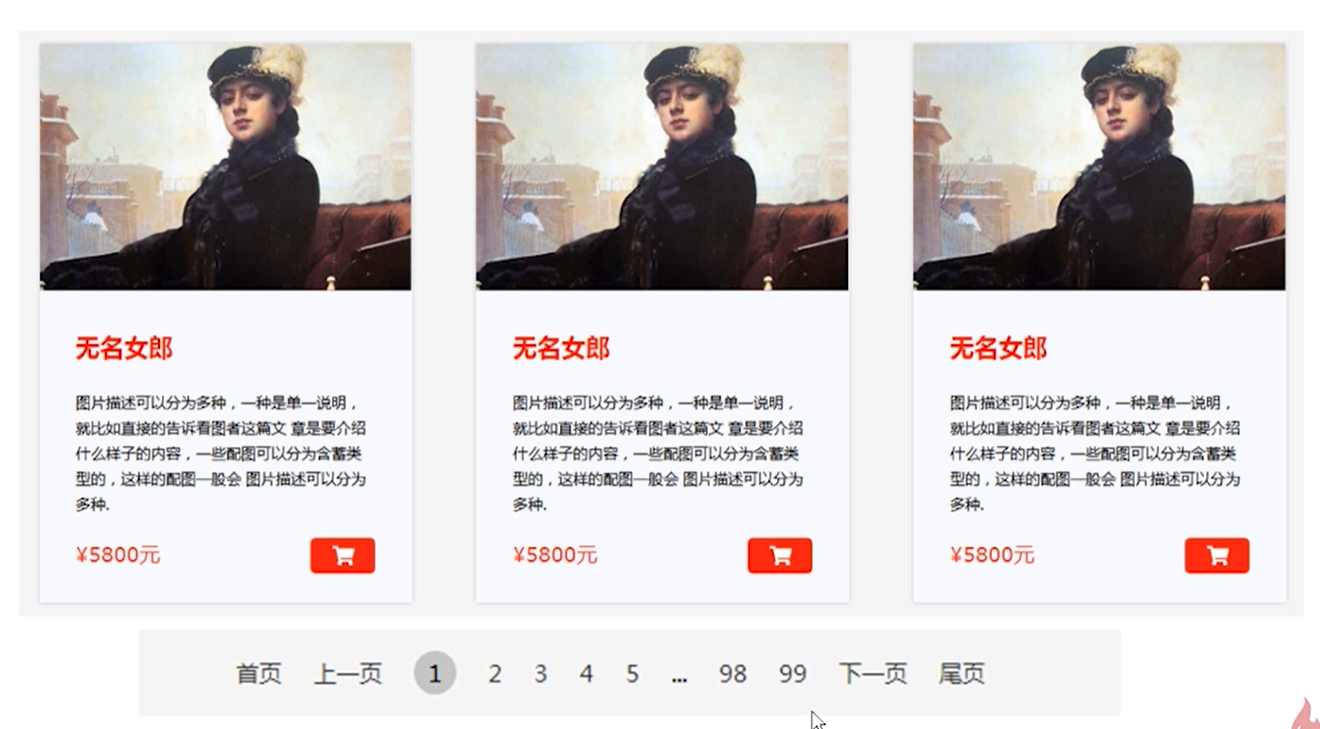 无名女郎
图片描述可以分为多种，一种是单一说明，
就比如直接的告诉看图者这篇文 章是要介绍
什么样子的内容，一些配图可以分为含蓄类
型的，这样的配图一般会 图片描述可以分为
多种.
¥5800元
无名女郎
图片描述可以分为多种，一种是单一说明，
就比如直接的告诉看图者这篇文 章是要介绍
什么样子的内容，一些配图可以分为含蓄类
型的，这样的配图一般会 图片描述可以分为
多种.
¥5800元
无名女郎
图片描述可以分为多种，一种是单一说明，
就比如直接的告诉看图者这篇文 章是要介绍
什么样子的内容，一些配图可以分为含蓄类
型的，这样的配图一般会 图片描述可以分为
多种.
¥5800元
首页 上一页 1 2 3 4 5 ... 98 99 下一页 尾页